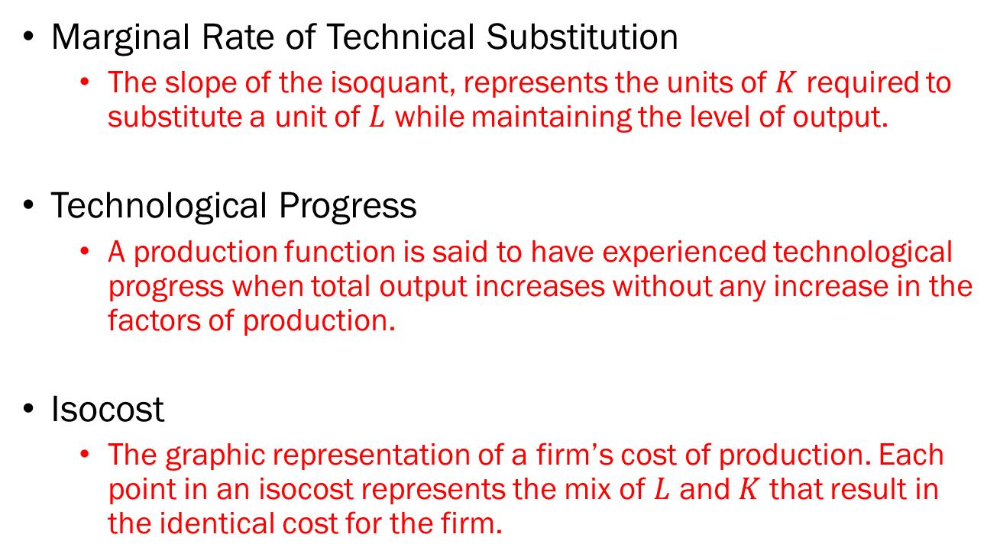 • Marginal Rate of Technical Substitution
• The slope of the isoquant, represents the units of K required to
substitute a unit of L while maintaining the level of output.
• Technological Progress
• A production function is said to have experienced technological
progress when total output increases without any increase in the
factors of production.
• Isocost
• The graphic representation of a firm’s cost of production. Each
point in an isocost represents the mix of L and K that result in
the identical cost for the firm.